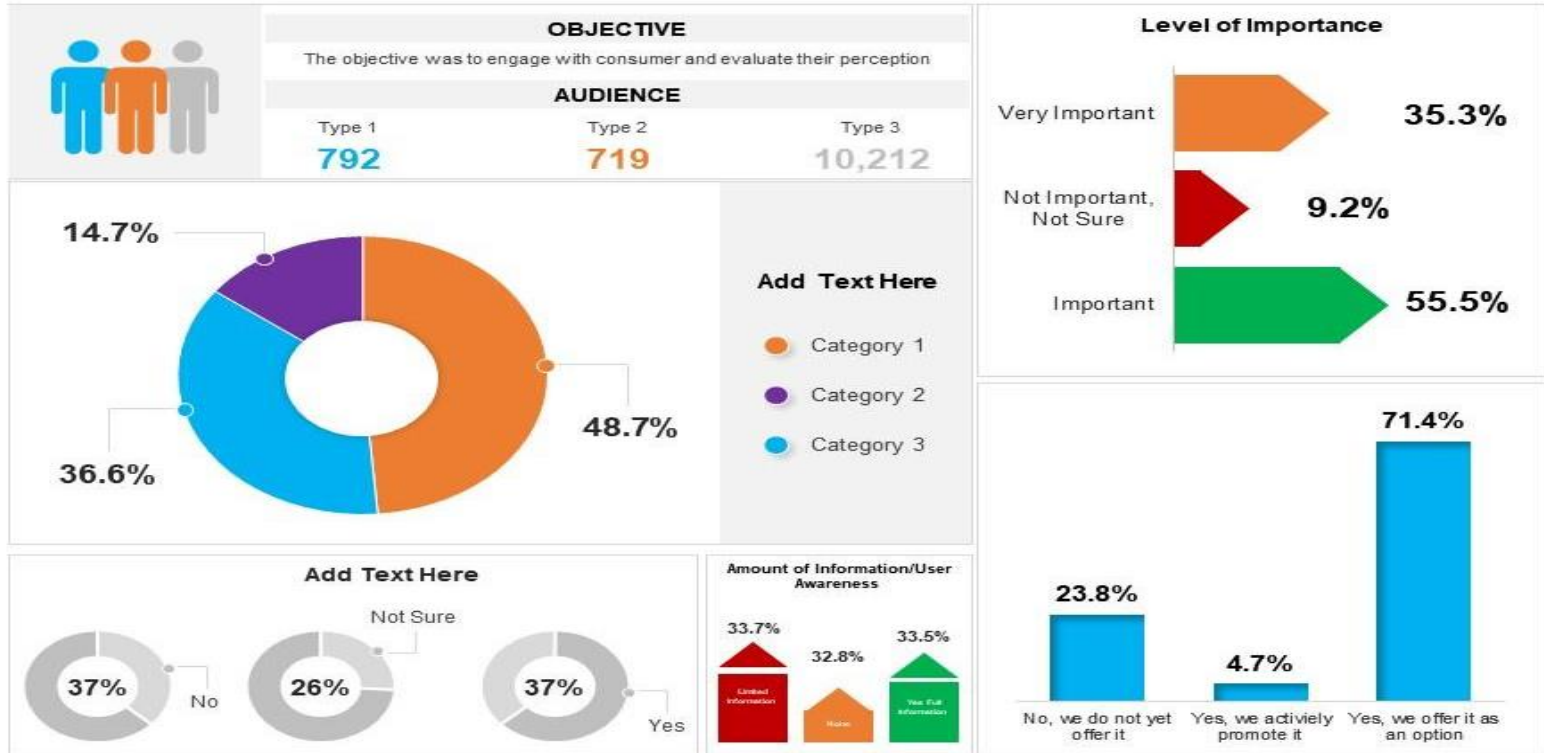 OBJECTIVE
The objective was to engage with consumer and evaluate their perception
AUDIENCE
Type 1
Type 2
Type 3
792
719
10,212
Level of Importance
Very Important
35.3%
Not Important,
Not Sure
9.2%
Important
55.5%
14.7%
36.6%
48.7%
Add Text Here
Category 1
Category 2
Category 3
71.4%
23.8%
4.7%
No, we do not yet
offer it
Yes, we activiely
promote it
Yes, we offer it as
an option
Add Text Here
37%
No
26%
Not Sure
37%
Yes
Amount of Information/User
Awareness
33.7%
32.8%
33.5%
Limited
Information
Yes Full
Information